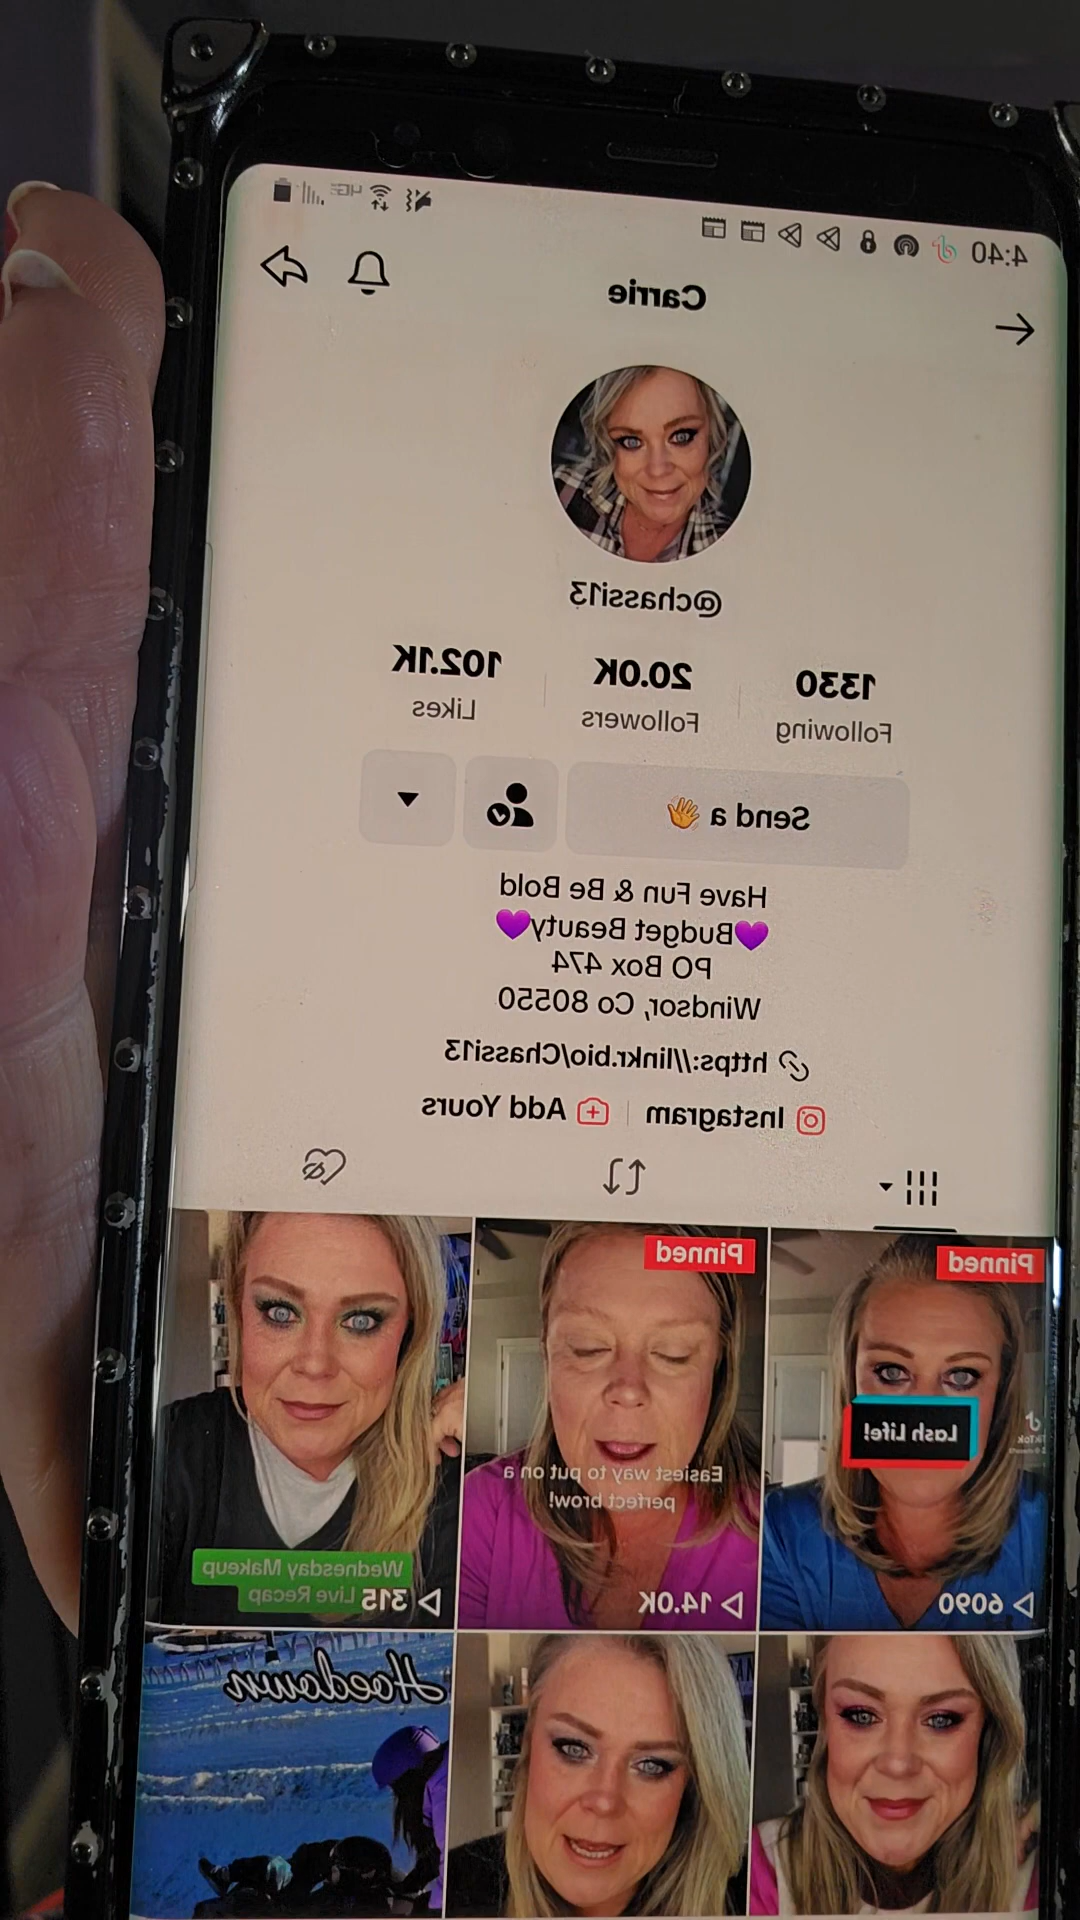 4:40
Carrie
@chassi13
1330 20.0K 102.1K
Following Followers Likes
Send a 👋
Have Fun & Be Bold
💜Budget Beauty💜
PO Box 474
Windsor, Co 80550
https://linkr.bio/Chassi13
Instagram Add Yours
Pinned
Lash Life!
TikTok
6090
Pinned
Easiest way to put on a
perfect brow!
14.0K
Wednesday Makeup
Live Recap
315
Hoedown